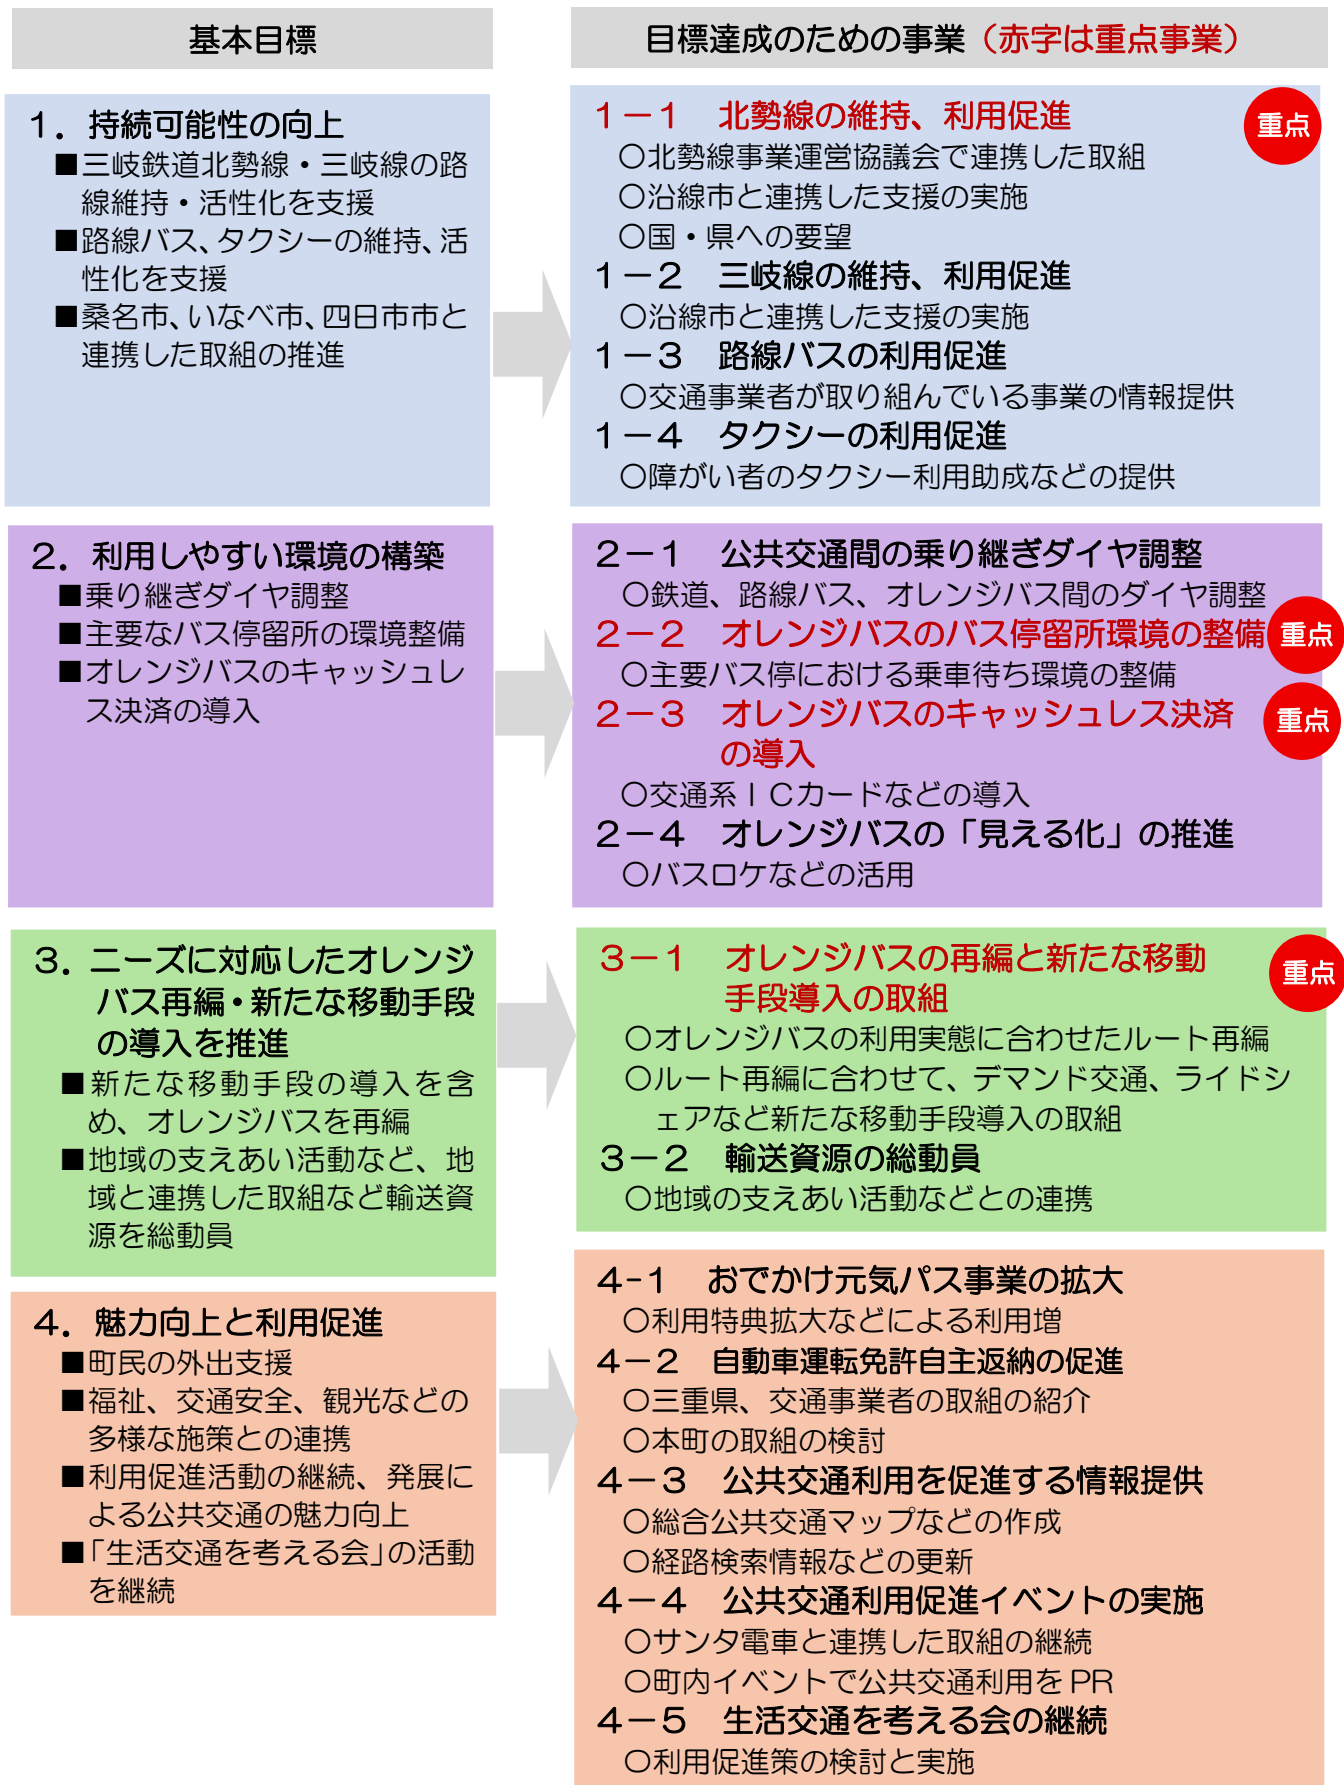 基本目標
目標達成のための事業（赤字は重点事業）
１．持続可能性の向上
■三岐鉄道北勢線・三岐線の路
線維持・活性化を支援
■路線バス、タクシーの維持、活
性化を支援
■桑名市、いなべ市、四日市市と
連携した取組の推進
１－１　北勢線の維持、利用促進
重点
○北勢線事業運営協議会で連携した取組
○沿線市と連携した支援の実施
○国・県への要望
１－２　三岐線の維持、利用促進
○沿線市と連携した支援の実施
１－３　路線バスの利用促進
○交通事業者が取り組んでいる事業の情報提供
１－４　タクシーの利用促進
○障がい者のタクシー利用助成などの提供
２．利用しやすい環境の構築
■乗り継ぎダイヤ調整
■主要なバス停留所の環境整備
■オレンジバスのキャッシュレ
ス決済の導入
２－１　公共交通間の乗り継ぎダイヤ調整
○鉄道、路線バス、オレンジバス間のダイヤ調整
２－２　オレンジバスのバス停留所環境の整備
重点
○主要バス停における乗車待ち環境の整備
２－３　オレンジバスのキャッシュレス決済
の導入
重点
○交通系ＩＣカードなどの導入
２－４　オレンジバスの「見える化」の推進
○バスロケなどの活用
３．ニーズに対応したオレンジ
バス再編・新たな移動手段
の導入を推進
■新たな移動手段の導入を含
め、オレンジバスを再編
■地域の支えあい活動など、地
域と連携した取組など輸送資
源を総動員
３－１　オレンジバスの再編と新たな移動
手段導入の取組
重点
○オレンジバスの利用実態に合わせたルート再編
○ルート再編に合わせて、デマンド交通、ライドシ
ェアなど新たな移動手段導入の取組
３－２　輸送資源の総動員
○地域の支えあい活動などとの連携
４．魅力向上と利用促進
■町民の外出支援
■福祉、交通安全、観光などの
多様な施策との連携
■利用促進活動の継続、発展に
よる公共交通の魅力向上
■「生活交通を考える会」の活動
を継続
４-１　おでかけ元気パス事業の拡大
○利用特典拡大などによる利用増
４－２　自動車運転免許自主返納の促進
○三重県、交通事業者の取組の紹介
○本町の取組の検討
４－３　公共交通利用を促進する情報提供
○総合公共交通マップなどの作成
○経路検索情報などの更新
４－４　公共交通利用促進イベントの実施
○サンタ電車と連携した取組の継続
○町内イベントで公共交通利用をPR
４－５　生活交通を考える会の継続
○利用促進策の検討と実施